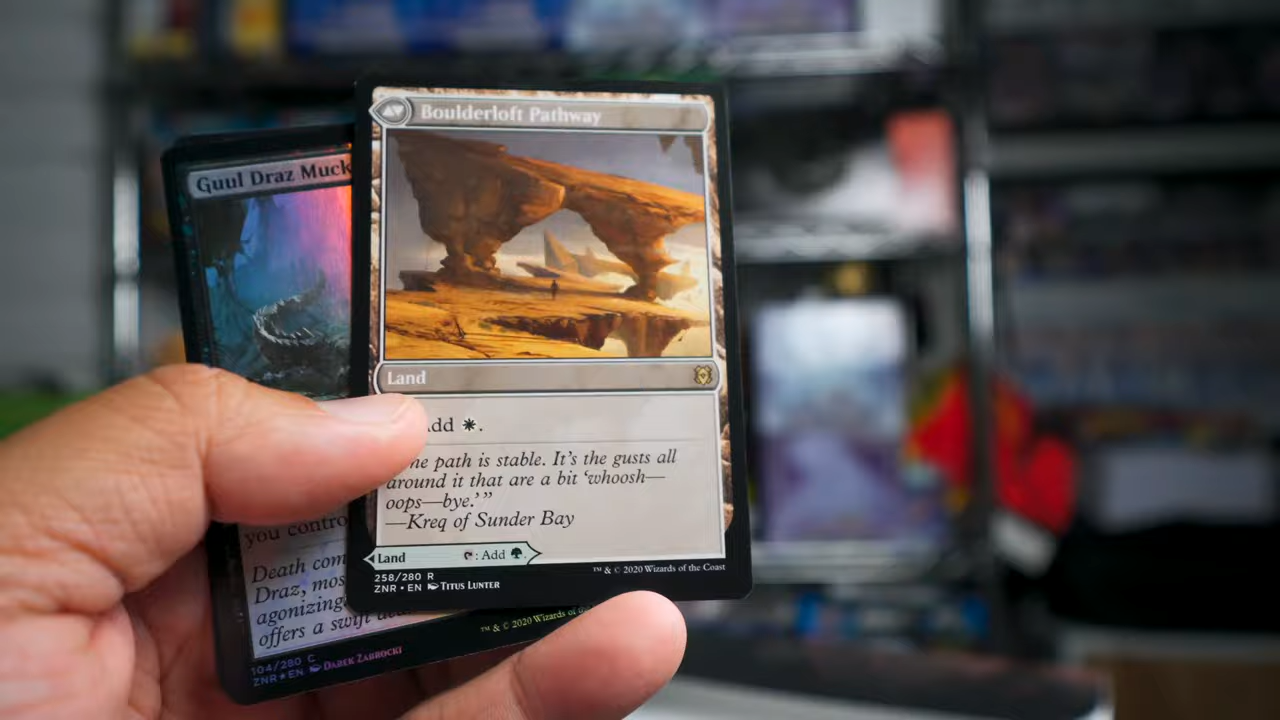 Boulderloft Pathway
Land
Add
.
ne path is stable. It's the gusts all
around it that are a bit ‘whoosh—
oops—bye.’”
—Kreq of Sunder Bay
Land
: Add
.
258/280 R
ZNR • EN Titus Lunter
™ & © 2020 Wizards of the Coast
Guul Draz Muck
you contro
Death com
Draz, mos
agonizing
offers a swift
104/280 C
ZNR ★ EN Darek Zabrocki
™ & © 2020 Wizards of